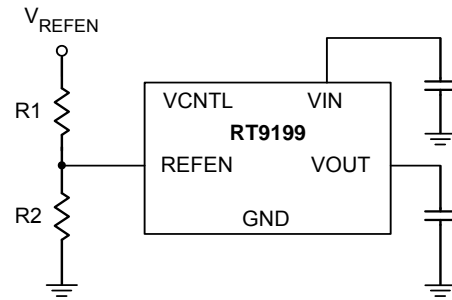 VREFEN
R1
VCNTL VIN
RT9199
REFEN VOUT
R2
GND